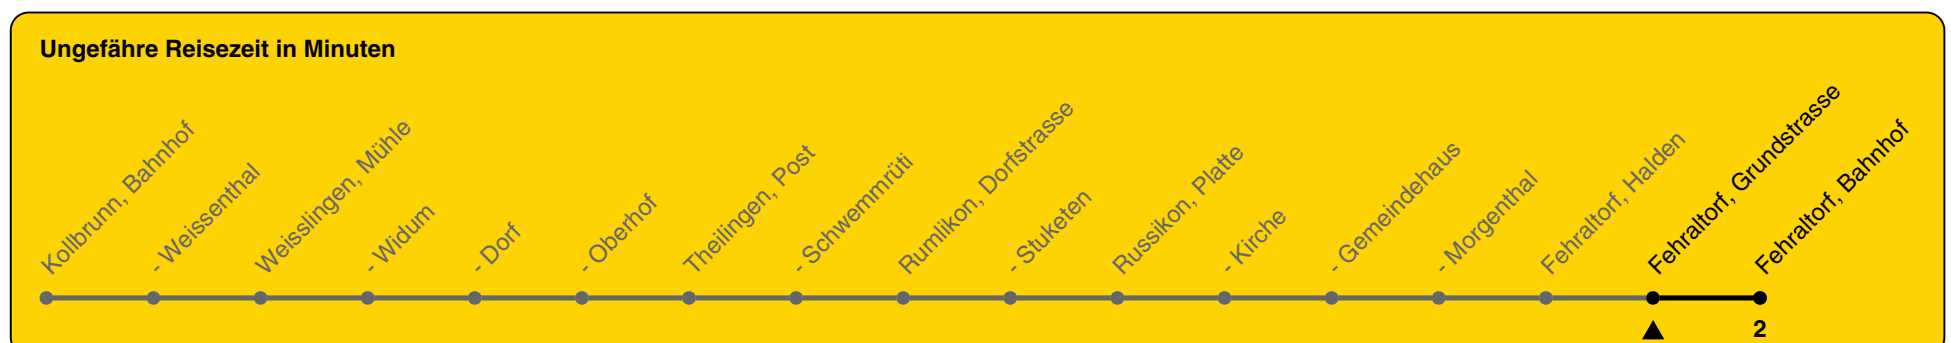 Ungefähre Reisezeit in Minuten
Kollbrunn, Bahnhof
- Weissenthal
Weisslingen, Mühle
- Widum
- Dorf
- Oberhof
Theilingen, Post
- Schwemmrüti
Rumlikon, Dorfstrasse
- Stuketen
Russikon, Platte
- Kirche
- Gemeindehaus
- Morgenthal
Fehraltorf, Halden
Fehraltorf, Grundstrasse
Fehraltorf, Bahnhof
2